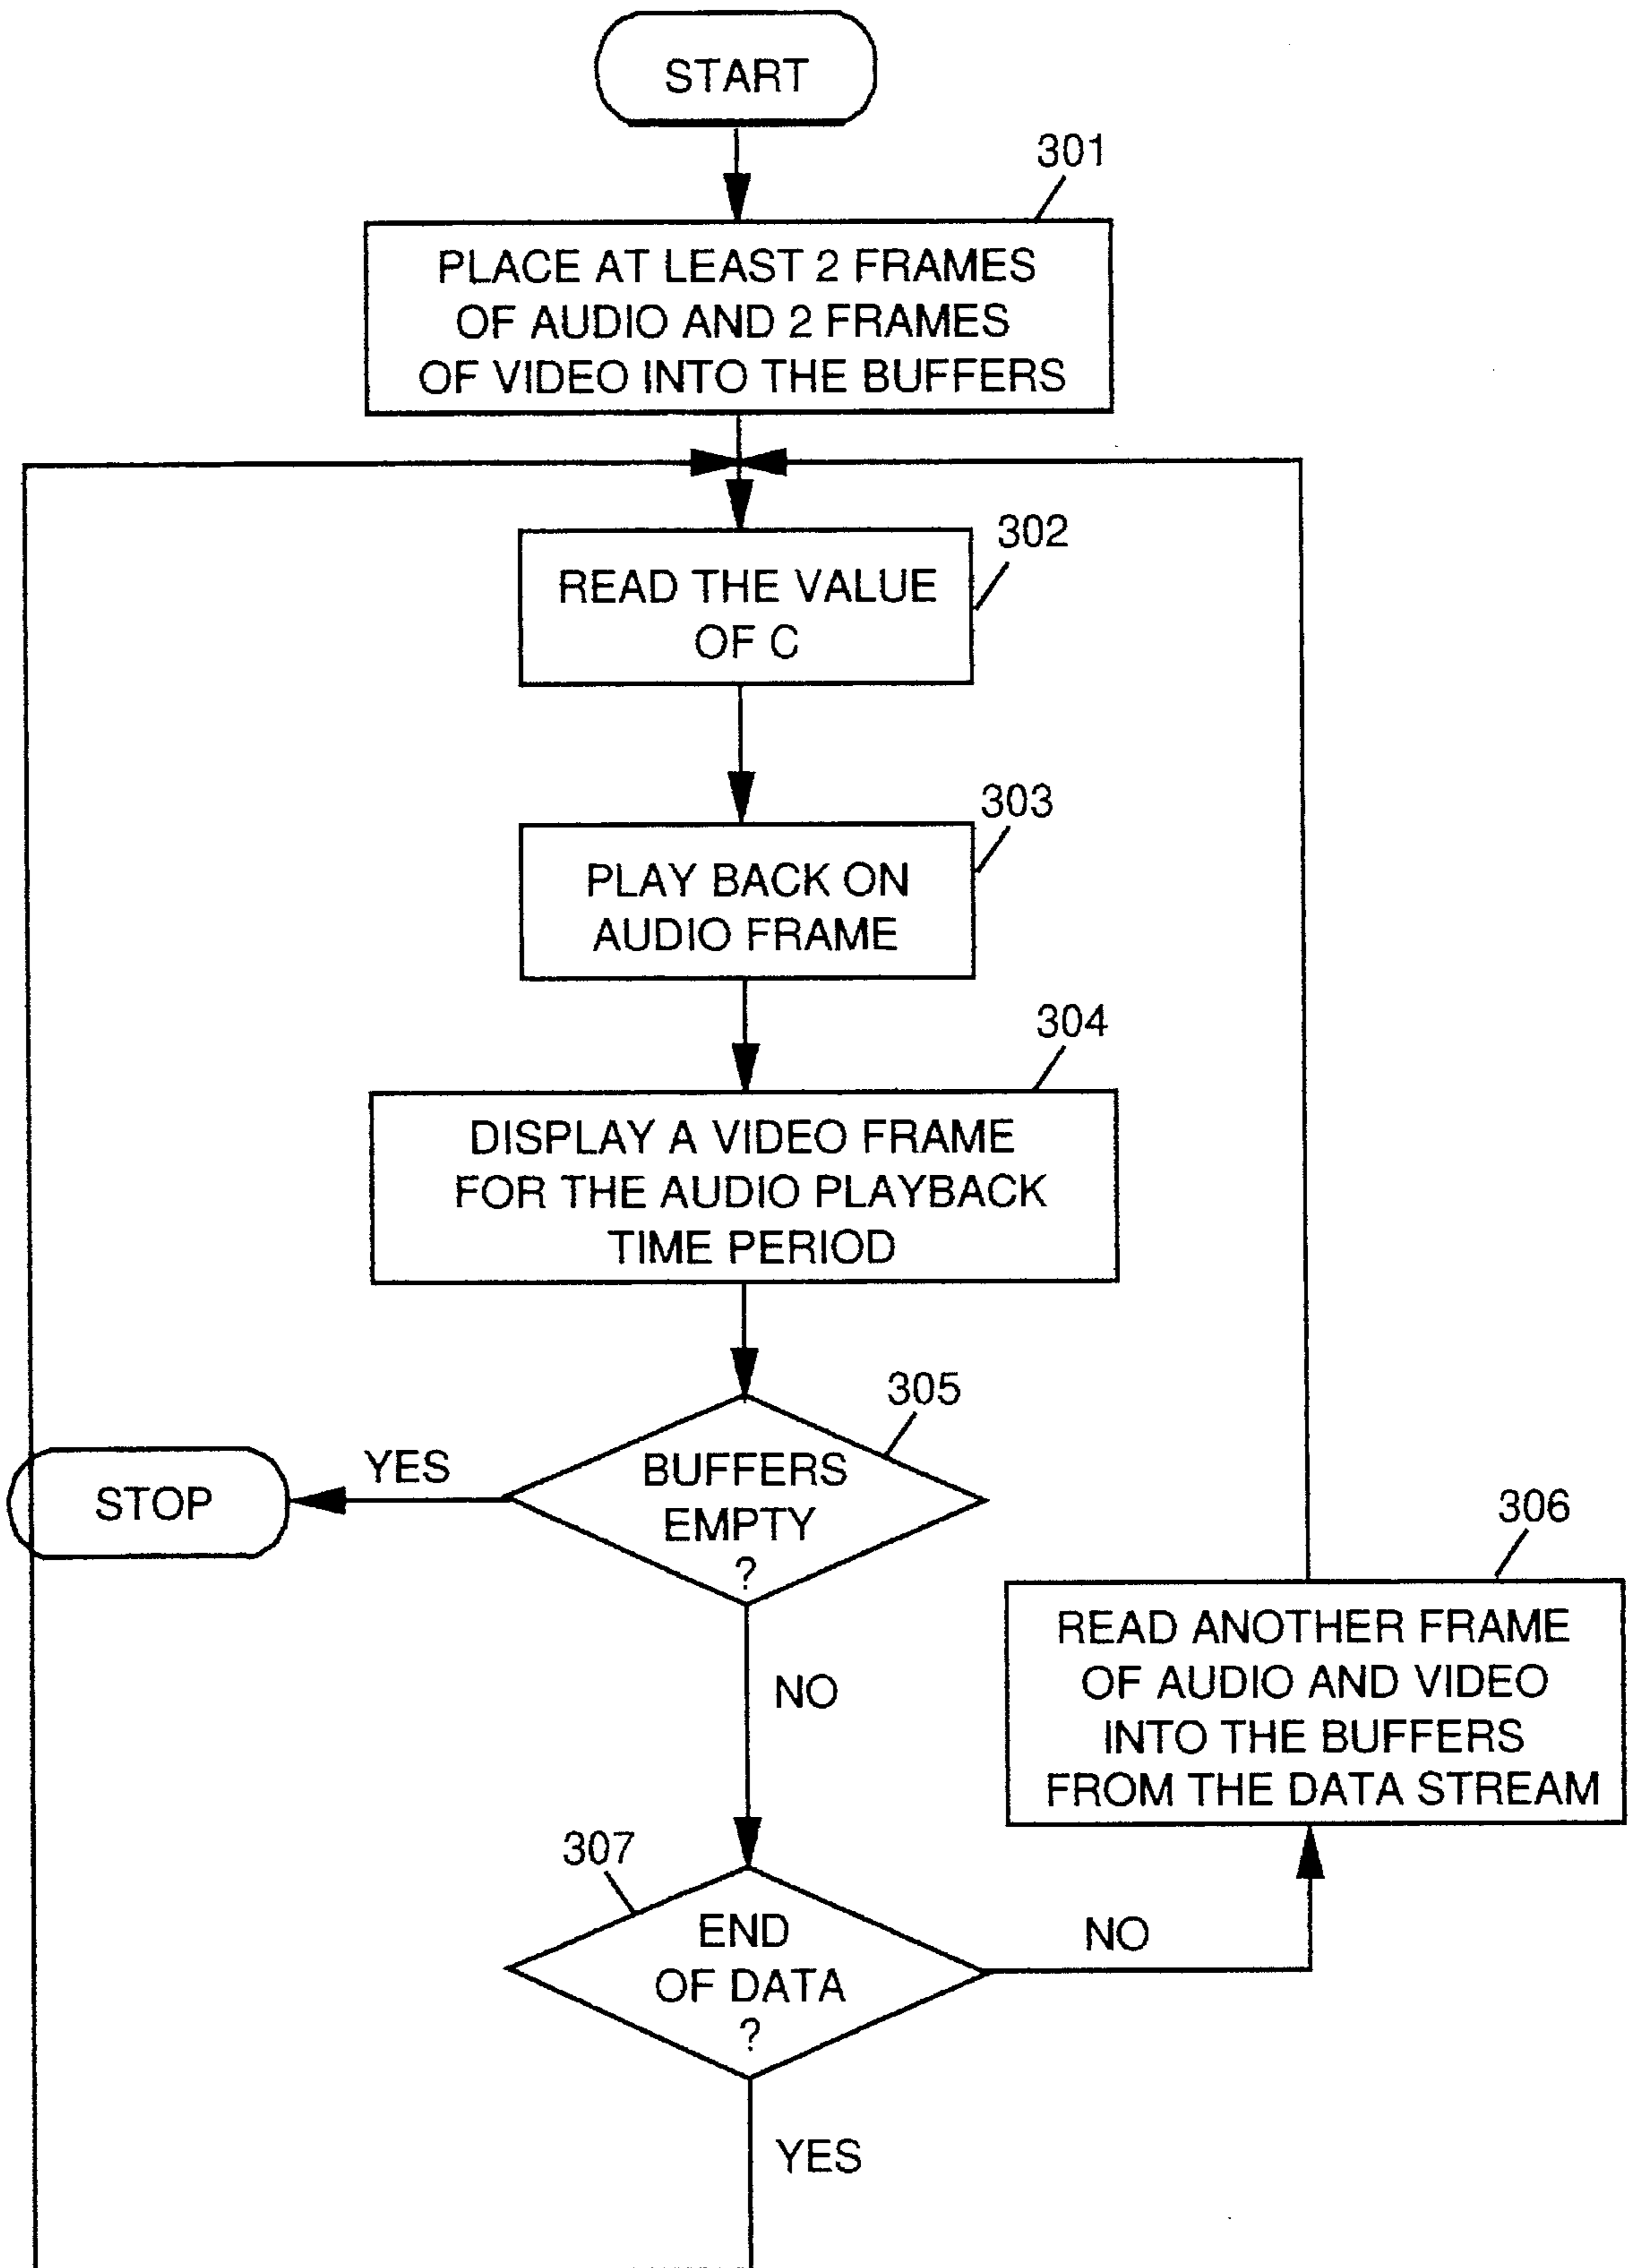 START
301
PLACE AT LEAST 2 FRAMES
OF AUDIO AND 2 FRAMES
OF VIDEO INTO THE BUFFERS
302
READ THE VALUE
OF C
303
PLAY BACK ON
AUDIO FRAME
304
DISPLAY A VIDEO FRAME
FOR THE AUDIO PLAYBACK
TIME PERIOD
305
BUFFERS
EMPTY
?
YES
STOP
NO
306
READ ANOTHER FRAME
OF AUDIO AND VIDEO
INTO THE BUFFERS
FROM THE DATA STREAM
307
END
OF DATA
?
NO
YES